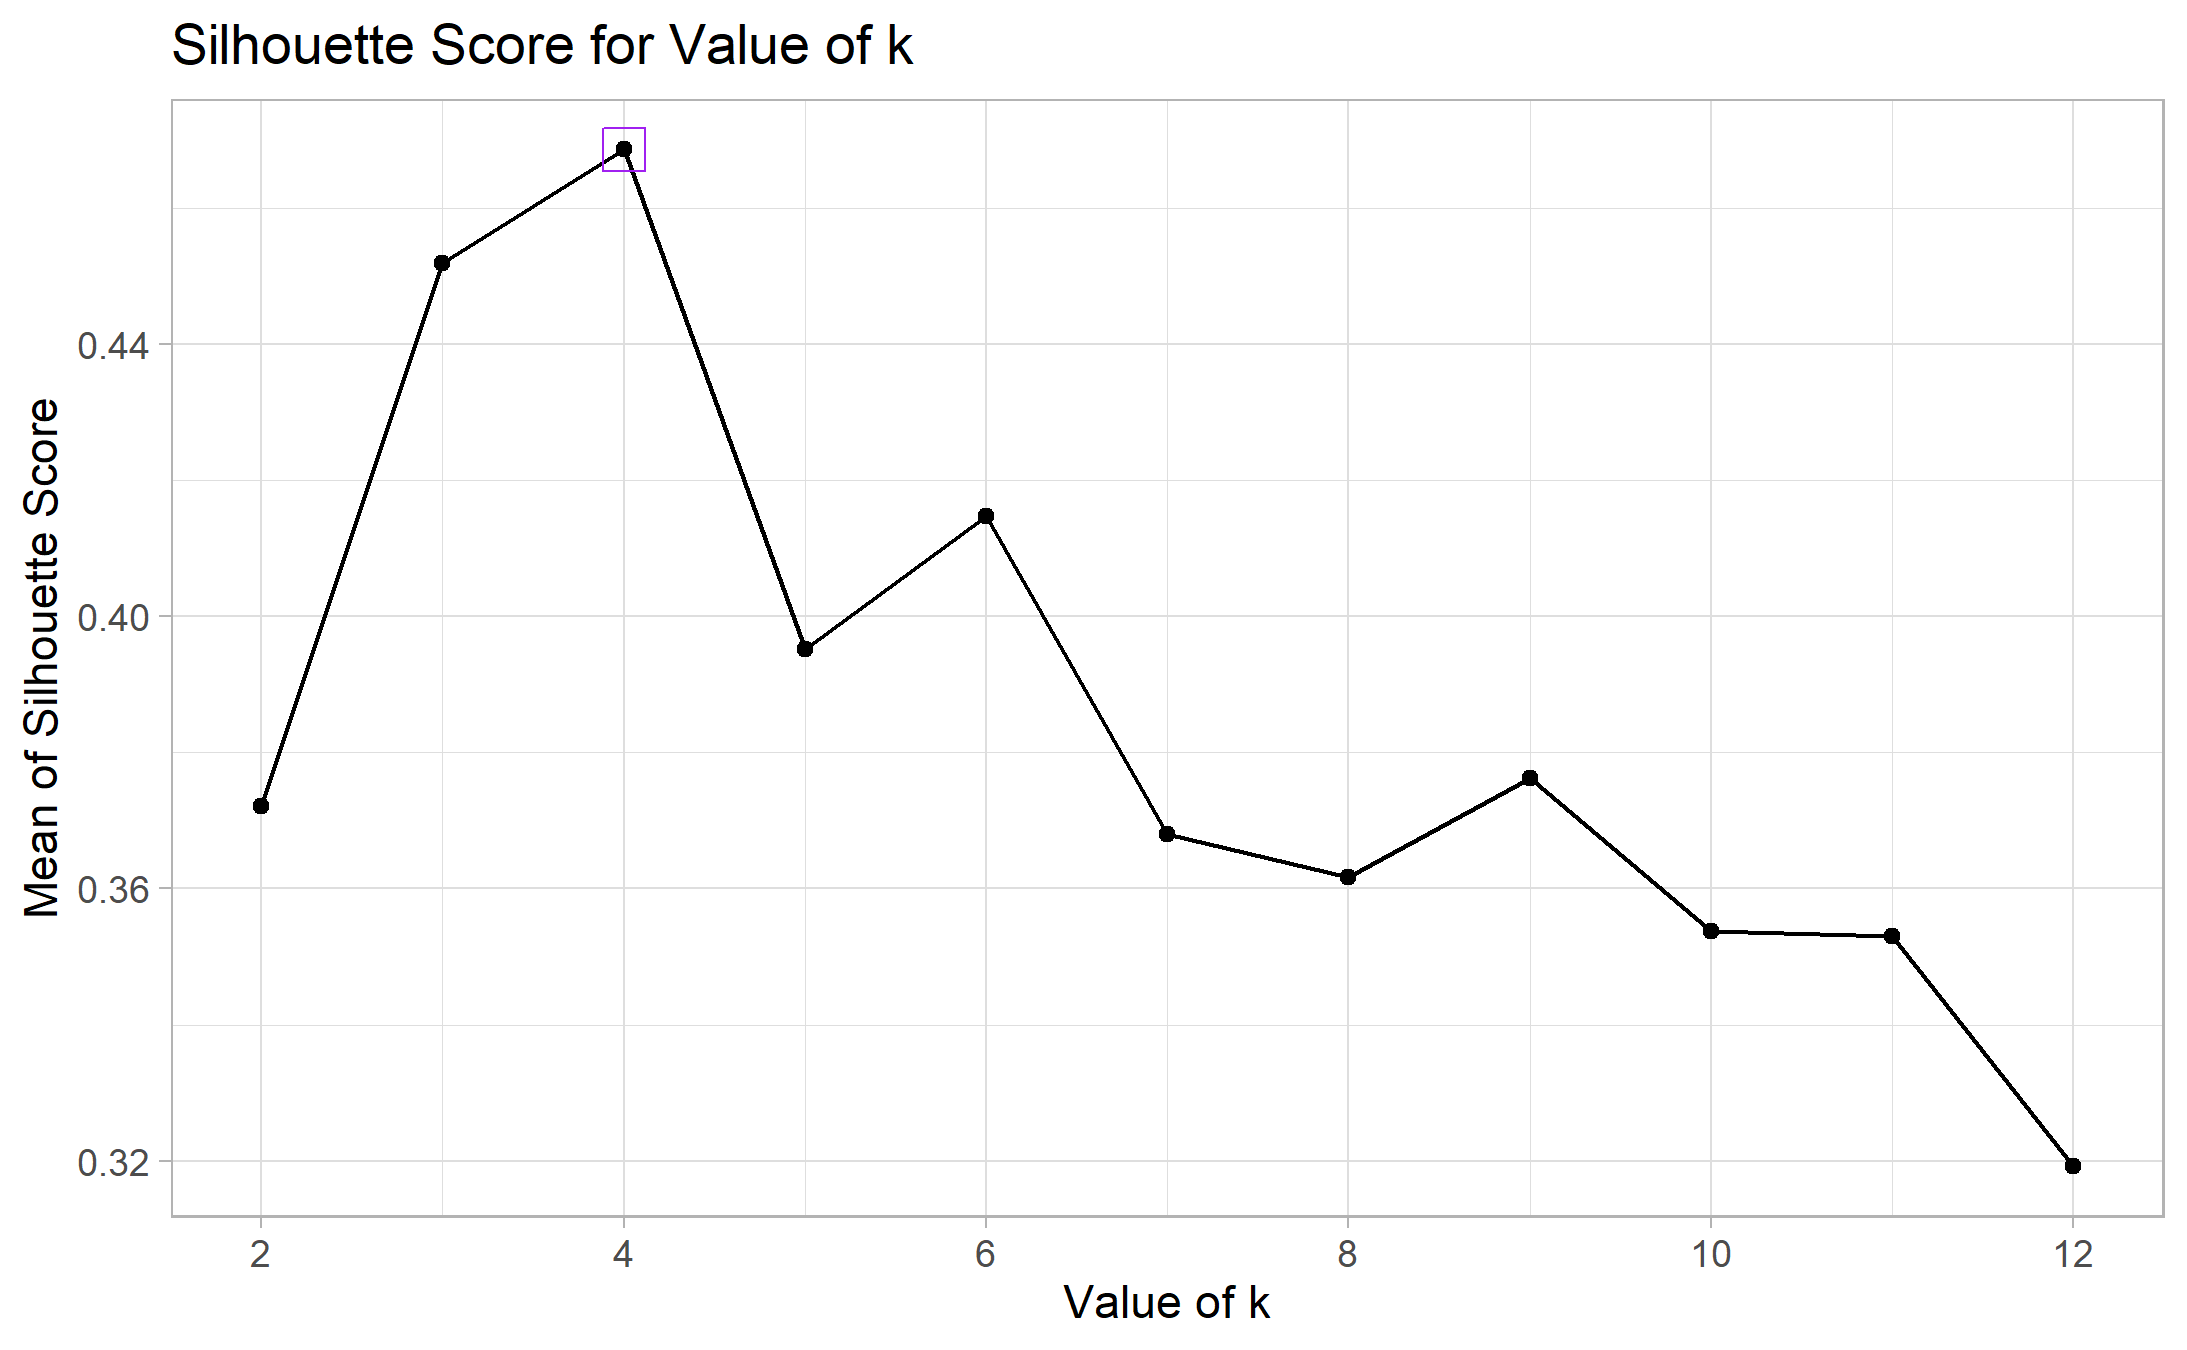 Silhouette Score for Value of k
Mean of Silhouette Score
0.44
0.40
0.36
0.32
2 4 6 8 10 12
Value of k